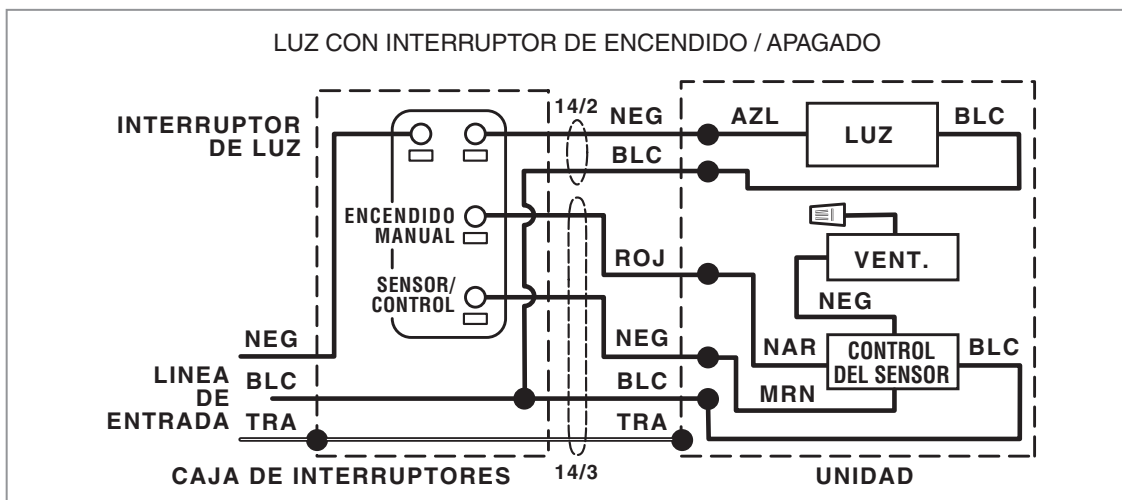 LUZ CON INTERRUPTOR DE ENCENDIDO / APAGADO
INTERRUPTOR
DE LUZ
14/2
NEG
AZL
LUZ
BLC
BLC
ENCENDIDO
MANUAL
ROJ
VENT.
SENSOR/
CONTROL
NEG
NEG
NEG
NAR
CONTROL
DEL SENSOR
BLC
LINEA
DE
ENTRADA
BLC
BLC
MRN
TRA
TRA
CAJA DE INTERRUPTORES
14/3
UNIDAD